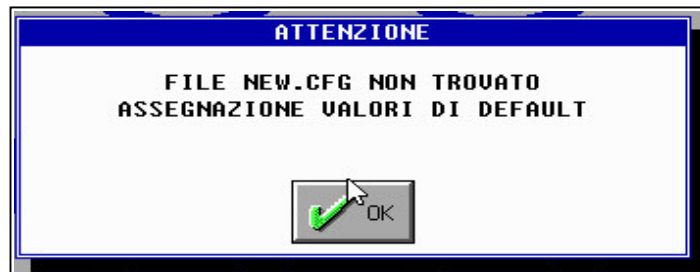 ATTENZIONE
FILE NEW.CFG NON TROVATO
ASSEGNAZIONE VALORI DI DEFAULT
OK